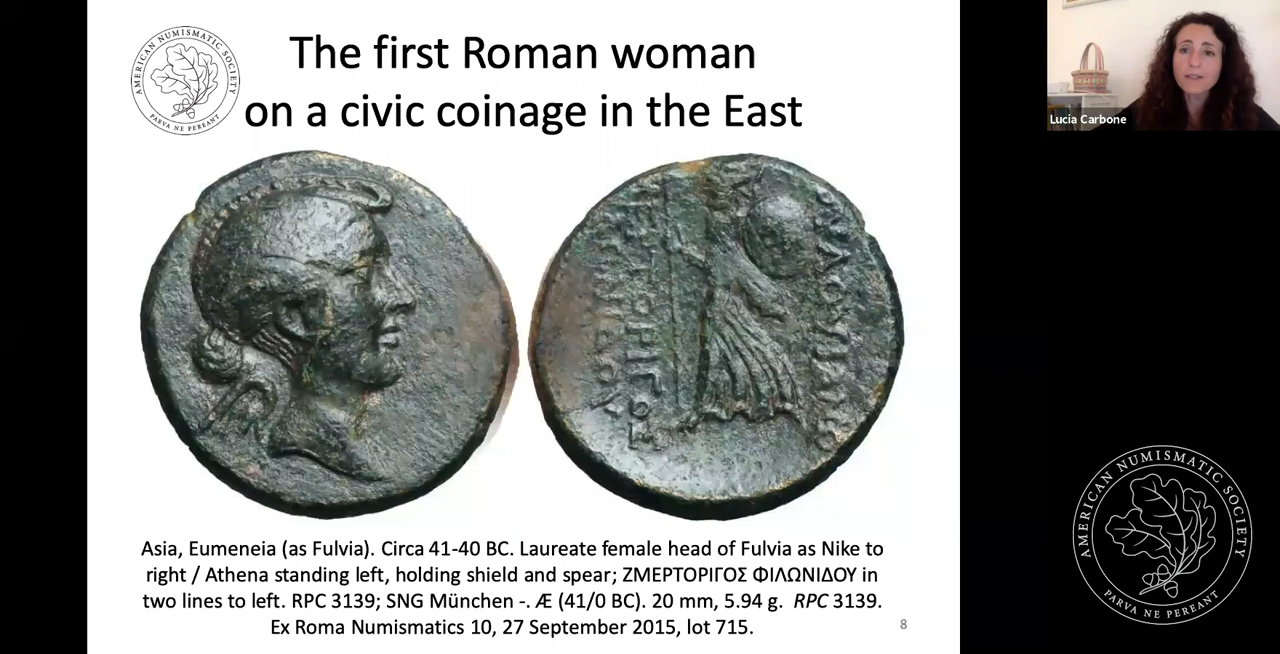 AMERICAN NUMISMATIC SOCIETY
PARVA NE PEREANT
The first Roman woman
on a civic coinage in the East
Lucia Carbone
Asia, Eumeneia (as Fulvia). Circa 41-40 BC. Laureate female head of Fulvia as Nike to
right / Athena standing left, holding shield and spear; ΖΜΕΡΤΟΡΙΓΟΣ ΦΙΛΩΝΙΔΟΥ in
two lines to left. RPC 3139; SNG München -. Æ (41/0 BC). 20 mm, 5.94 g. RPC 3139.
Ex Roma Numismatics 10, 27 September 2015, lot 715.
8
AMERICAN NUMISMATIC SOCIETY
PARVA NE PEREANT